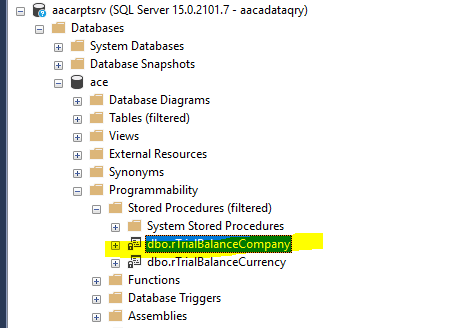 aacarptsrv (SQL Server 15.0.2101.7 - aacadataqry)
Databases
System Databases
Database Snapshots
ace
Database Diagrams
Tables (filtered)
Views
External Resources
Synonyms
Programmability
Stored Procedures (filtered)
System Stored Procedures
dbo.rTrialBalanceCompany
dbo.rTrialBalanceCurrency
Functions
Database Triggers
Assemblies